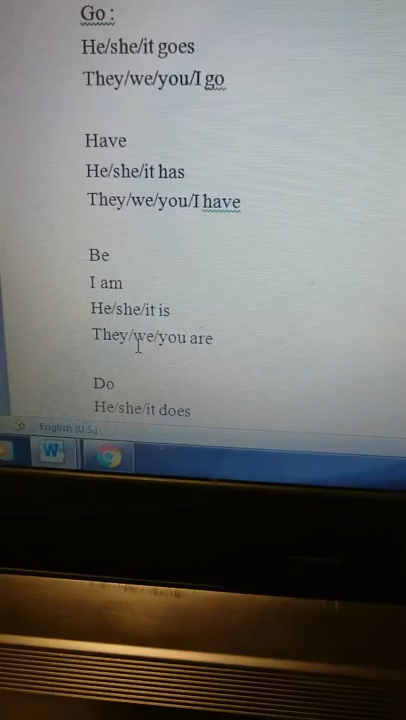 Go :
He/she/it goes
They/we/you/I go
Have
He/she/it has
They/we/you/I have
Be
I am
He/she/it is
They/we/you are
Do
He/she/it does
English (U.S.)
W